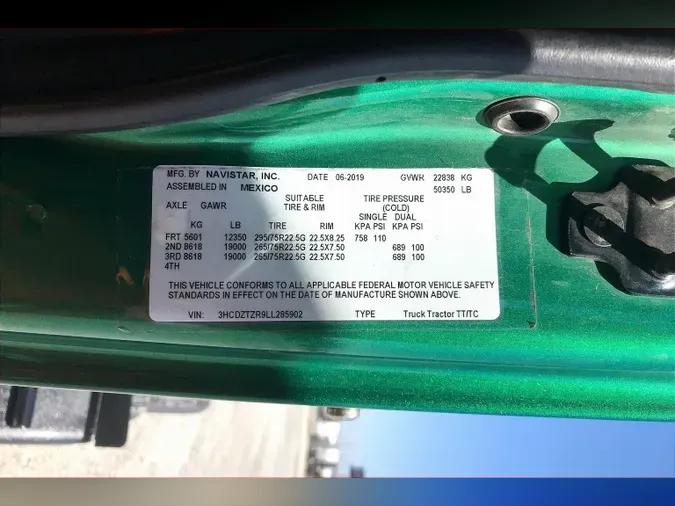 MFG. BY NAVISTAR, INC. DATE 06-2019 GVWR 22838 KG
ASSEMBLED IN MEXICO 50350 LB
AXLE GAWR SUITABLE TIRE PRESSURE
TIRE & RIM (COLD)
SINGLE DUAL
KG LB TIRE RIM KPA PSI KPA PSI
FRT 5601 12350 295/75R22.5G 22.5X8.25 758 110
2ND 8618 19000 265/75R22.5G 22.5X7.50 689 100
3RD 8618 19000 265/75R22.5G 22.5X7.50 689 100
4TH
THIS VEHICLE CONFORMS TO ALL APPLICABLE FEDERAL MOTOR VEHICLE SAFETY
STANDARDS IN EFFECT ON THE DATE OF MANUFACTURE SHOWN ABOVE.
VIN: 3HCDZTZR9LL285902 TYPE Truck Tractor TT/TC